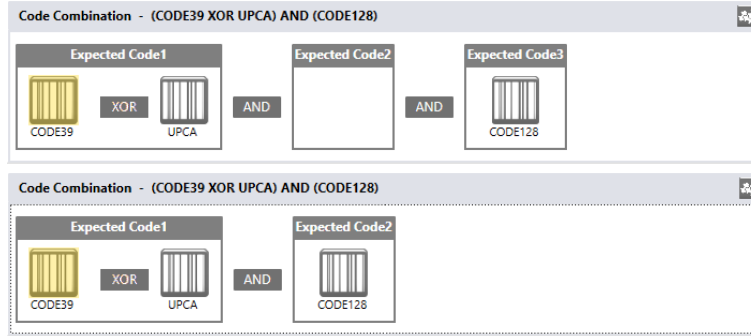 Code Combination - (CODE39 XOR UPCA) AND (CODE128)
Expected Code1 Expected Code2 Expected Code3
XOR AND AND
CODE39 UPCA CODE128
Code Combination - (CODE39 XOR UPCA) AND (CODE128)
Expected Code1 Expected Code2
XOR AND
CODE39 UPCA CODE128